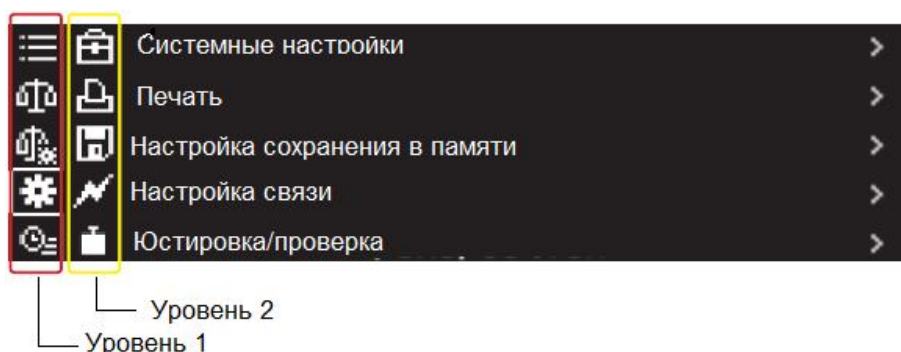 Системные настройки
Печать
Настройка сохранения в памяти
Настройка связи
Юстировка/проверка
Уровень 2
Уровень 1